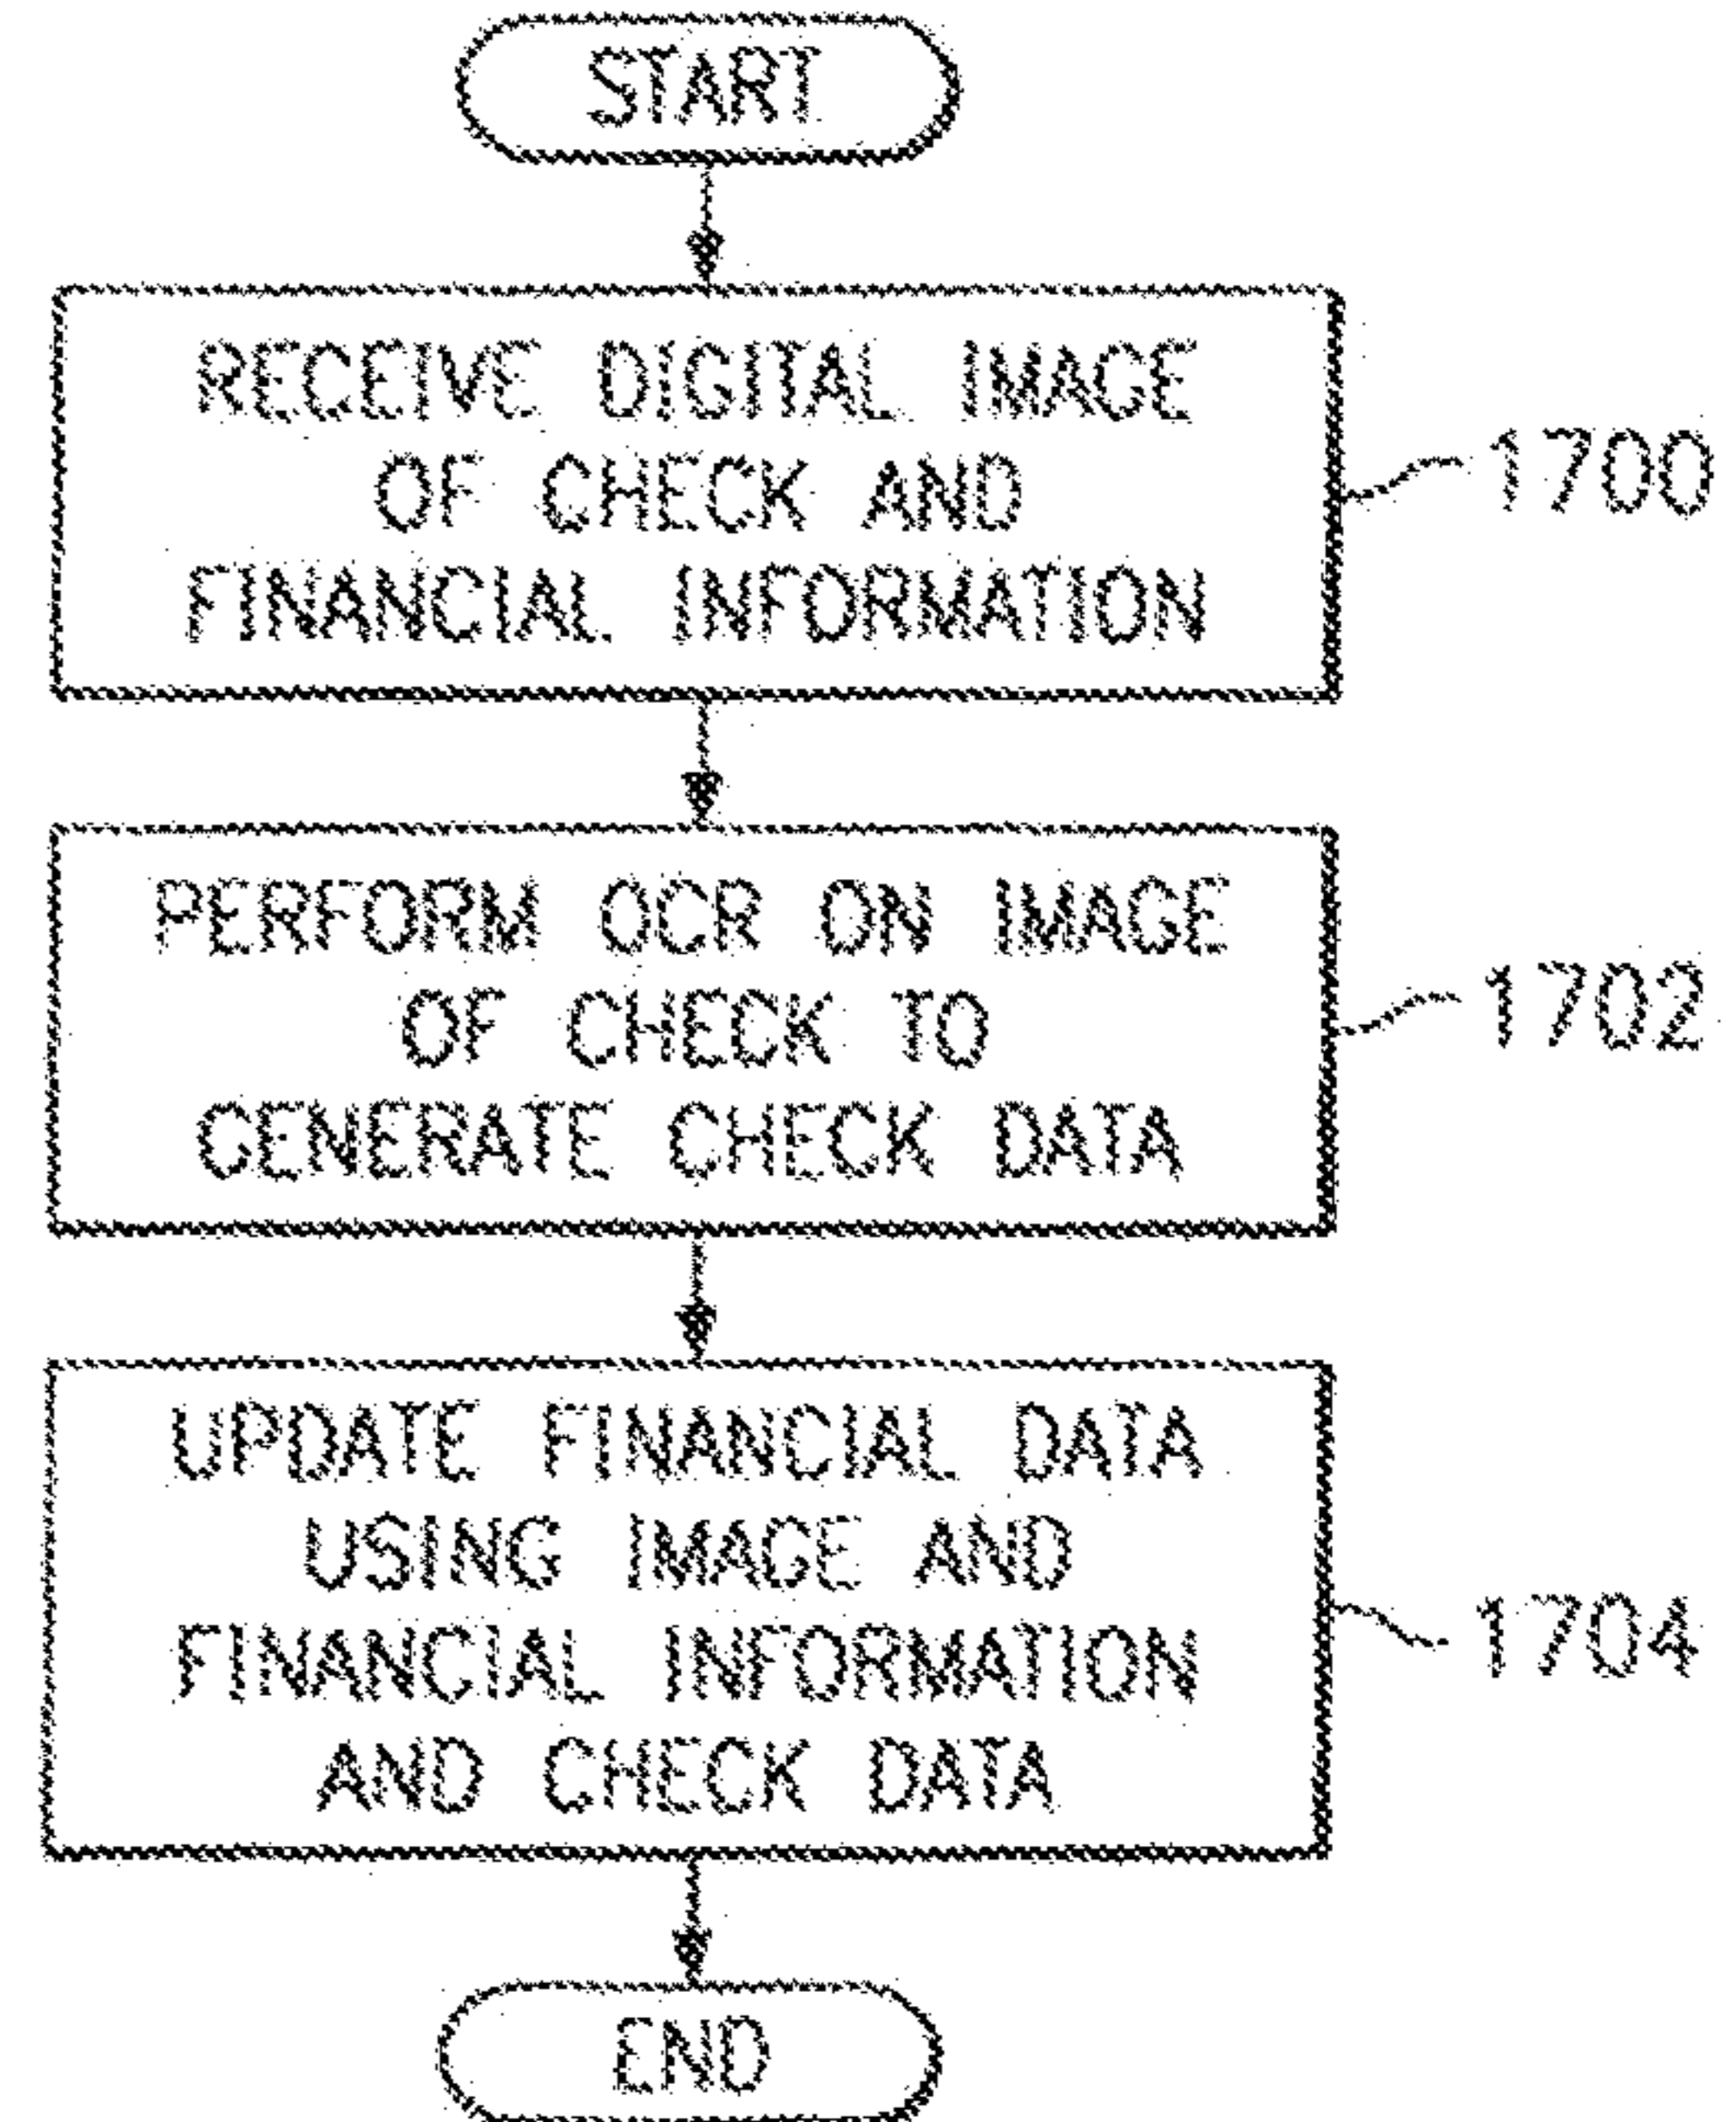 START
RECEIVE DIGITAL IMAGE
OF CHECK AND
FINANCIAL INFORMATION
1700
PERFORM OCR ON IMAGE
OF CHECK TO
GENERATE CHECK DATA
1702
UPDATE FINANCIAL DATA
USING IMAGE AND
FINANCIAL INFORMATION
AND CHECK DATA
1704
END